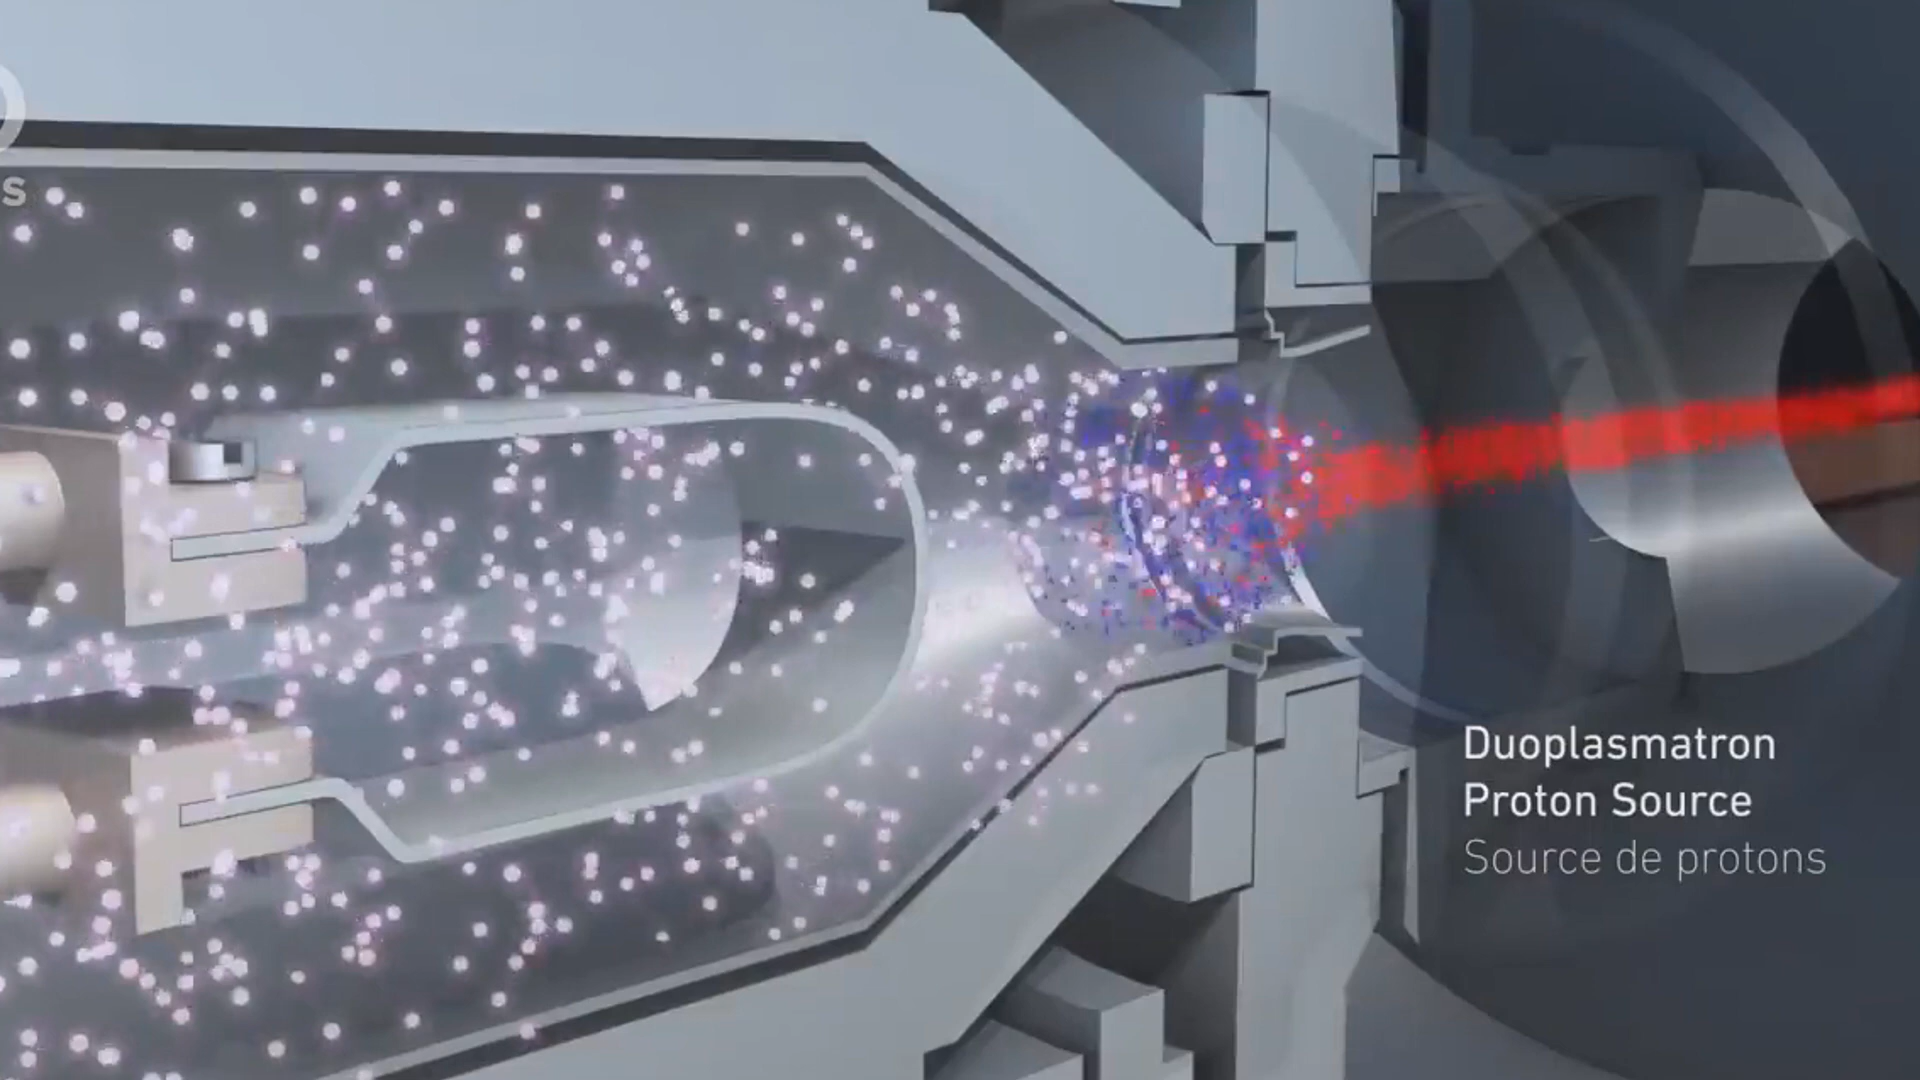 s
Duoplasmatron
Proton Source
Source de protons